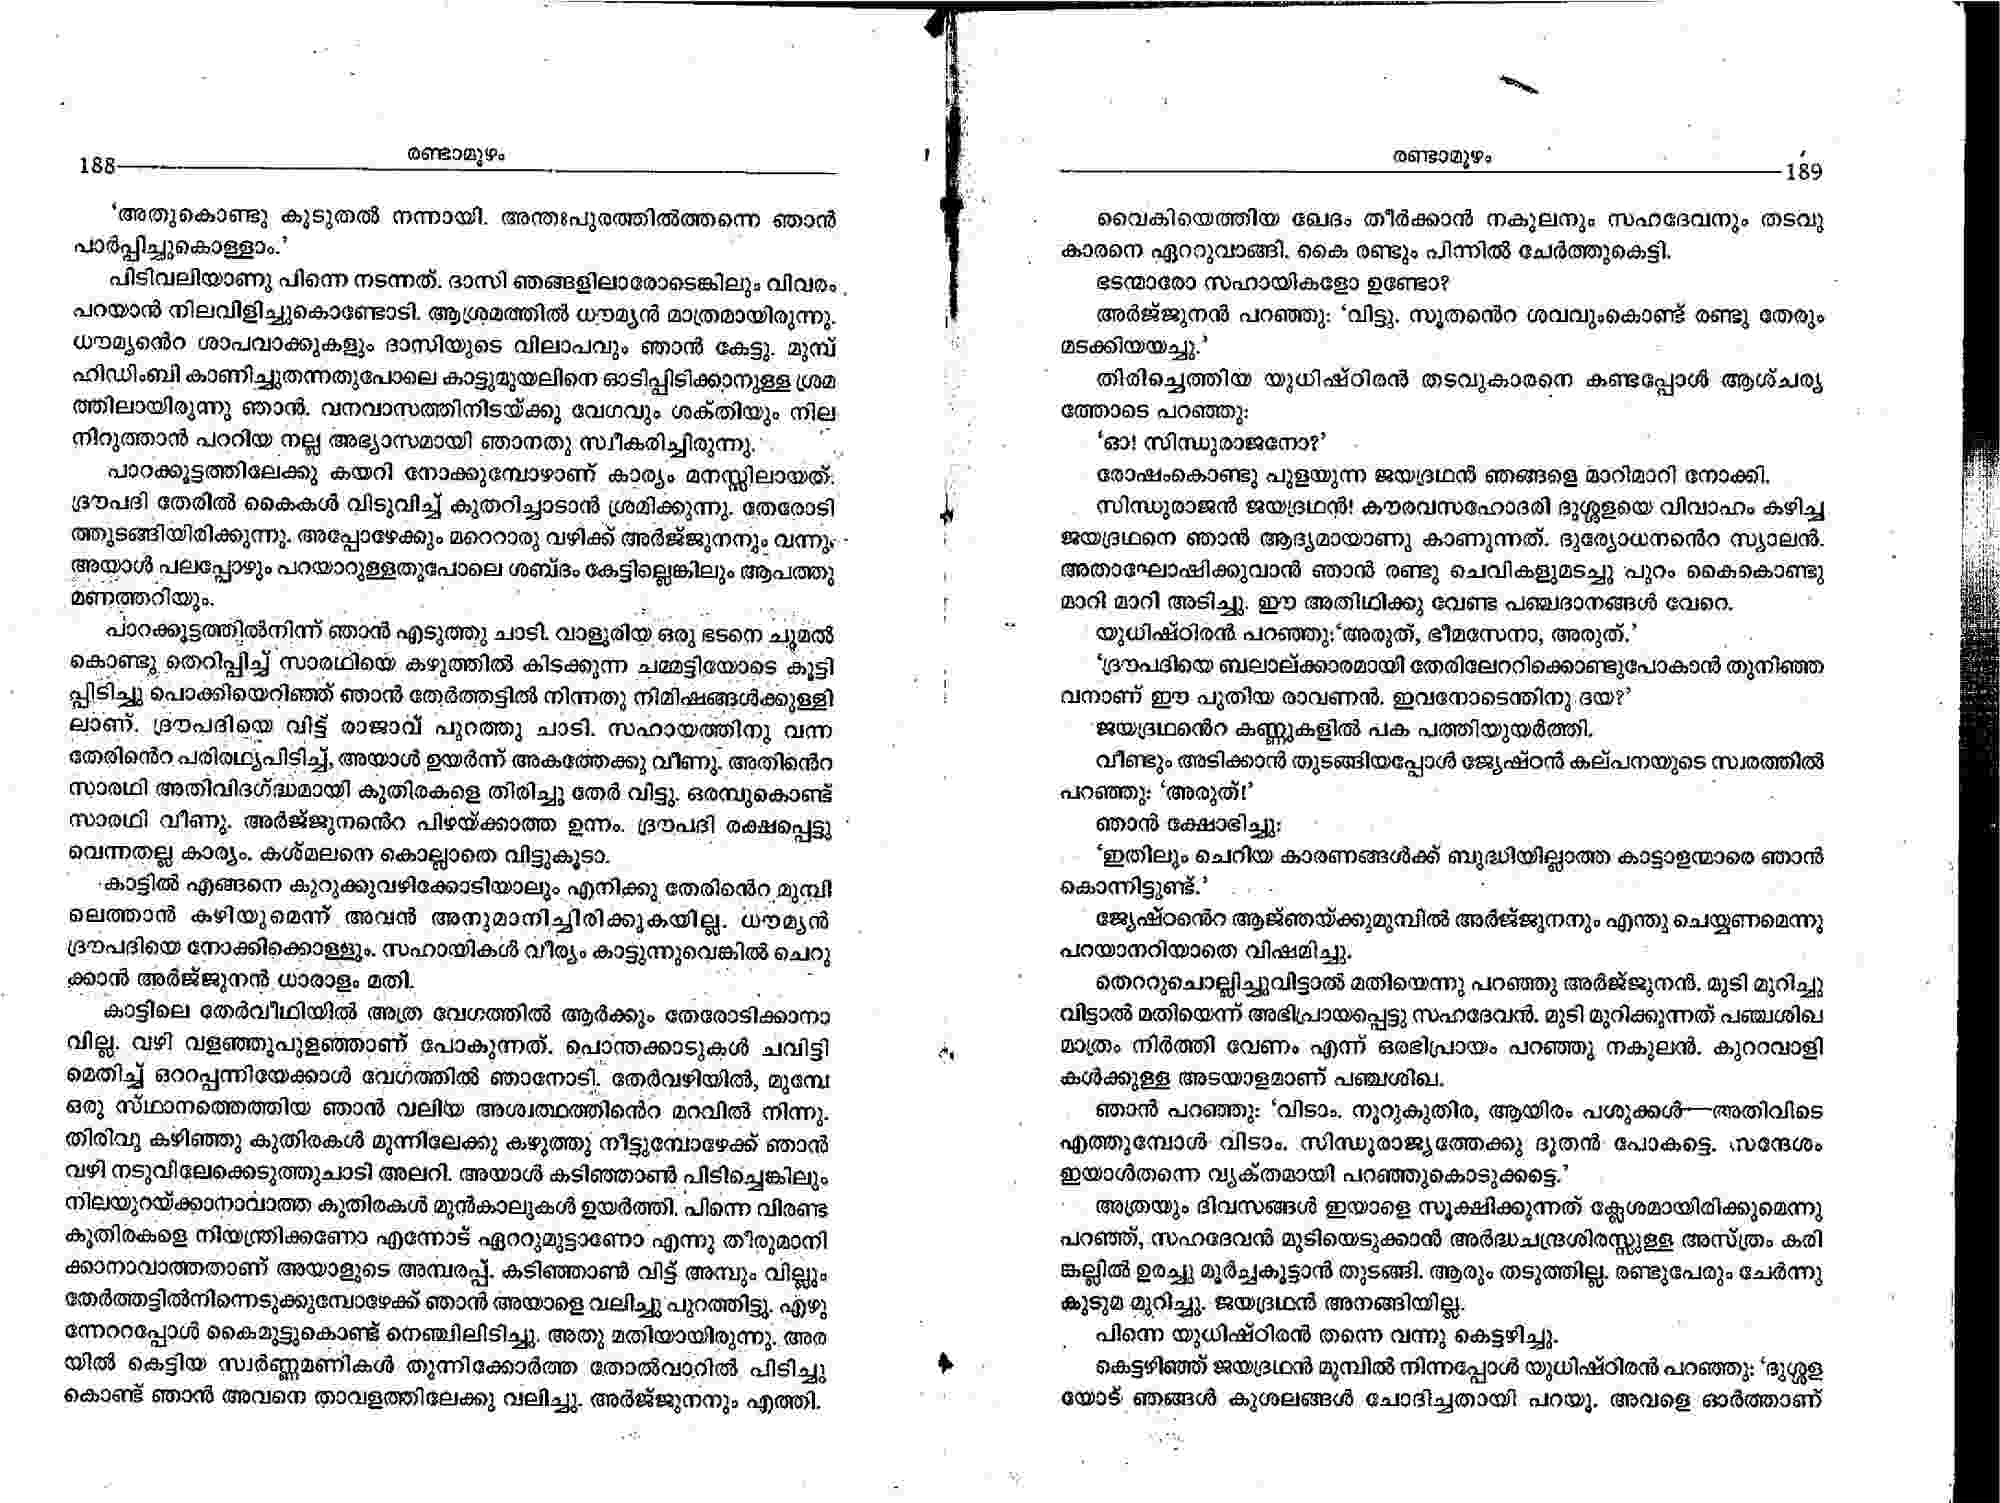 188
രണ്ടാമൂഴം
‘അതുകൊണ്ടു കൂടുതൽ നന്നായി. അന്തഃപുരത്തിൽത്തന്നെ ഞാൻ
പാർപ്പിച്ചുകൊള്ളാം.’
പിടിവലിയാണു പിന്നെ നടന്നത്. ദാസി ഞങ്ങളിലാരോടെങ്കിലും വിവരം
പറയാൻ നിലവിളിച്ചുകൊണ്ടോടി. ആശ്രമത്തിൽ ധൗമ്യൻ മാത്രമായിരുന്നു.
ധൗമ്യൻെറ ശാപവാക്കുകളും ദാസിയുടെ വിലാപവും ഞാൻ കേട്ടു. മുമ്പ്
ഹിഡിംബി കാണിച്ചുതന്നതുപോലെ കാട്ടുമുയലിനെ ഓടിപ്പിടിക്കാനുള്ള ശ്രമ
ത്തിലായിരുന്നു ഞാൻ. വനവാസത്തിനിടയ്ക്കു വേഗവും ശക്തിയും നില
നിറുത്താൻ പററിയ നല്ല അഭ്യാസമായി ഞാനതു സ്വീകരിച്ചിരുന്നു.
പാറക്കൂട്ടത്തിലേക്കു കയറി നോക്കുമ്പോഴാണ് കാര്യം മനസ്സിലായത്.
ദ്രൗപദി തേരിൽ കൈകൾ വിടുവിച്ച് കുതറിച്ചാടാൻ ശ്രമിക്കുന്നു. തേരോടി
ത്തുടങ്ങിയിരിക്കുന്നു. അപ്പോഴേക്കും മറെറാരു വഴിക്ക് അർജ്ജുനനും വന്നു.
അയാൾ പലപ്പോഴും പറയാറുള്ളതുപോലെ ശബ്ദം കേട്ടില്ലെങ്കിലും ആപത്തു
മണത്തറിയും.
പാറക്കൂട്ടത്തിൽനിന്ന് ഞാൻ എടുത്തു ചാടി. വാളൂരിയ ഒരു ഭടനെ ചുമൽ
കൊണ്ടു തെറിപ്പിച്ച് സാരഥിയെ കഴുത്തിൽ കിടക്കുന്ന ചമ്മട്ടിയോടെ കൂട്ടി
പ്പിടിച്ചു പൊക്കിയെറിഞ്ഞ് ഞാൻ തേർത്തട്ടിൽ നിന്നതു നിമിഷങ്ങൾക്കുള്ളി
ലാണ്. ദ്രൗപദിയെ വിട്ട് രാജാവ് പുറത്തു ചാടി. സഹായത്തിനു വന്ന
തേരിൻെറ പരിരഥ്യപിടിച്ച്, അയാൾ ഉയർന്ന് അകത്തേക്കു വീണു. അതിൻെറ
സാരഥി അതിവിദഗ്ദ്ധമായി കുതിരകളെ തിരിച്ചു തേർ വിട്ടു. ഒരമ്പുകൊണ്ട്
സാരഥി വീണു. അർജ്ജുനൻെറ പിഴയ്ക്കാത്ത ഉന്നം. ദ്രൗപദി രക്ഷപ്പെട്ടു
വെന്നതല്ല കാര്യം. കശ്മലനെ കൊല്ലാതെ വിട്ടുകൂടാ.
കാട്ടിൽ എങ്ങനെ കുറുക്കുവഴിക്കോടിയാലും എനിക്കു തേരിൻെറ മുമ്പി
ലെത്താൻ കഴിയുമെന്ന് അവൻ അനുമാനിച്ചിരിക്കുകയില്ല. ധൗമ്യൻ
ദ്രൗപദിയെ നോക്കിക്കൊള്ളും. സഹായികൾ വീര്യം കാട്ടുന്നുവെങ്കിൽ ചെറു
ക്കാൻ അർജ്ജുനൻ ധാരാളം മതി.
കാട്ടിലെ തേർവീഥിയിൽ അത്ര വേഗത്തിൽ ആർക്കും തേരോടിക്കാനാ
വില്ല. വഴി വളഞ്ഞുപുളഞ്ഞാണ് പോകുന്നത്. പൊന്തക്കാടുകൾ ചവിട്ടി
മെതിച്ച് ഒററപ്പന്നിയേക്കാൾ വേഗത്തിൽ ഞാനോടി. തേർവഴിയിൽ, മുമ്പേ
ഒരു സ്ഥാനത്തെത്തിയ ഞാൻ വലിയ അശ്വത്ഥത്തിൻെറ മറവിൽ നിന്നു.
തിരിവു കഴിഞ്ഞു കുതിരകൾ മുന്നിലേക്കു കഴുത്തു നീട്ടുമ്പോഴേക്ക് ഞാൻ
വഴി നടുവിലേക്കെടുത്തുചാടി അലറി. അയാൾ കടിഞ്ഞാൺ പിടിച്ചെങ്കിലും
നിലയുറയ്ക്കാനാവാത്ത കുതിരകൾ മുൻകാലുകൾ ഉയർത്തി. പിന്നെ വിരണ്ട
കുതിരകളെ നിയന്ത്രിക്കണോ എന്നോട് ഏററുമുട്ടാണോ എന്നു തീരുമാനി
ക്കാനാവാത്തതാണ് അയാളുടെ അമ്പരപ്പ്. കടിഞ്ഞാൺ വിട്ട് അമ്പും വില്ലും
തേർത്തട്ടിൽനിന്നെടുക്കുമ്പോഴേക്ക് ഞാൻ അയാളെ വലിച്ചു പുറത്തിട്ടു. എഴു
ന്നേററപ്പോൾ കൈമുട്ടുകൊണ്ട് നെഞ്ചിലിടിച്ചു. അതു മതിയായിരുന്നു. അര
യിൽ കെട്ടിയ സ്വർണ്ണമണികൾ തുന്നിക്കോർത്ത തോൽവാറിൽ പിടിച്ചു
കൊണ്ട് ഞാൻ അവനെ താവളത്തിലേക്കു വലിച്ചു. അർജ്ജുനനും എത്തി.
രണ്ടാമൂഴം
189
വൈകിയെത്തിയ ഖേദം തീർക്കാൻ നകുലനും സഹദേവനും തടവു
കാരനെ ഏററുവാങ്ങി. കൈ രണ്ടും പിന്നിൽ ചേർത്തുകെട്ടി.
ഭടന്മാരോ സഹായികളോ ഉണ്ടോ?
അർജ്ജുനൻ പറഞ്ഞു: ‘വിട്ടു. സൂതൻെറ ശവവുംകൊണ്ട് രണ്ടു തേരും
മടക്കിയയച്ചു.’
തിരിച്ചെത്തിയ യുധിഷ്ഠിരൻ തടവുകാരനെ കണ്ടപ്പോൾ ആശ്ചര്യ
ത്തോടെ പറഞ്ഞു:
‘ഓ! സിന്ധുരാജനോ?’
രോഷംകൊണ്ടു പുളയുന്ന ജയദ്രഥൻ ഞങ്ങളെ മാറിമാറി നോക്കി.
സിന്ധുരാജൻ ജയദ്രഥൻ! കൗരവസഹോദരി ദുശ്ശളയെ വിവാഹം കഴിച്ച
ജയദ്രഥനെ ഞാൻ ആദ്യമായാണു കാണുന്നത്. ദുര്യോധനൻെറ സ്യാലൻ.
അതാഘോഷിക്കുവാൻ ഞാൻ രണ്ടു ചെവികളുമടച്ചു പുറം കൈകൊണ്ടു
മാറി മാറി അടിച്ചു. ഈ അതിഥിക്കു വേണ്ട പഞ്ചദാനങ്ങൾ വേറെ.
യുധിഷ്ഠിരൻ പറഞ്ഞു:‘അരുത്, ഭീമസേനാ, അരുത്.’
‘ദ്രൗപദിയെ ബലാല്ക്കാരമായി തേരിലേററിക്കൊണ്ടുപോകാൻ തുനിഞ്ഞ
വനാണ് ഈ പുതിയ രാവണൻ. ഇവനോടെന്തിനു ദയ?’
ജയദ്രഥൻെറ കണ്ണുകളിൽ പക പത്തിയുയർത്തി.
വീണ്ടും അടിക്കാൻ തുടങ്ങിയപ്പോൾ ജ്യേഷ്ഠൻ കല്പനയുടെ സ്വരത്തിൽ
പറഞ്ഞു: ‘അരുത്!’
ഞാൻ ക്ഷോഭിച്ചു:
‘ഇതിലും ചെറിയ കാരണങ്ങൾക്ക് ബുദ്ധിയില്ലാത്ത കാട്ടാളന്മാരെ ഞാൻ
കൊന്നിട്ടുണ്ട്.’
ജ്യേഷ്ഠൻെറ ആജ്ഞയ്ക്കുമുമ്പിൽ അർജ്ജുനനും എന്തു ചെയ്യണമെന്നു
പറയാനറിയാതെ വിഷമിച്ചു.
തെററുചൊല്ലിച്ചുവിട്ടാൽ മതിയെന്നു പറഞ്ഞു അർജ്ജുനൻ. മുടി മുറിച്ചു
വിട്ടാൽ മതിയെന്ന് അഭിപ്രായപ്പെട്ടു സഹദേവൻ. മുടി മുറിക്കുന്നത് പഞ്ചശിഖ
മാത്രം നിർത്തി വേണം എന്ന് ഒരഭിപ്രായം പറഞ്ഞു നകുലൻ. കുററവാളി
കൾക്കുള്ള അടയാളമാണ് പഞ്ചശിഖ.
ഞാൻ പറഞ്ഞു: ‘വിടാം. നൂറുകുതിര, ആയിരം പശുക്കൾ—അതിവിടെ
എത്തുമ്പോൾ വിടാം. സിന്ധുരാജ്യത്തേക്കു ദൂതൻ പോകട്ടെ. സന്ദേശം
ഇയാൾതന്നെ വ്യക്തമായി പറഞ്ഞുകൊടുക്കട്ടെ.’
അത്രയും ദിവസങ്ങൾ ഇയാളെ സൂക്ഷിക്കുന്നത് ക്ലേശമായിരിക്കുമെന്നു
പറഞ്ഞ്, സഹദേവൻ മുടിയെടുക്കാൻ അർദ്ധചന്ദ്രശിരസ്സുള്ള അസ്ത്രം കരി
ങ്കല്ലിൽ ഉരച്ചു മൂർച്ചകൂട്ടാൻ തുടങ്ങി. ആരും തടുത്തില്ല. രണ്ടുപേരും ചേർന്നു
കുടുമ മുറിച്ചു. ജയദ്രഥൻ അനങ്ങിയില്ല.
പിന്നെ യുധിഷ്ഠിരൻ തന്നെ വന്നു കെട്ടഴിച്ചു.
കെട്ടഴിഞ്ഞ് ജയദ്രഥൻ മുമ്പിൽ നിന്നപ്പോൾ യുധിഷ്ഠിരൻ പറഞ്ഞു: ‘ദുശ്ശള
യോട് ഞങ്ങൾ കുശലങ്ങൾ ചോദിച്ചതായി പറയൂ. അവളെ ഓർത്താണ്